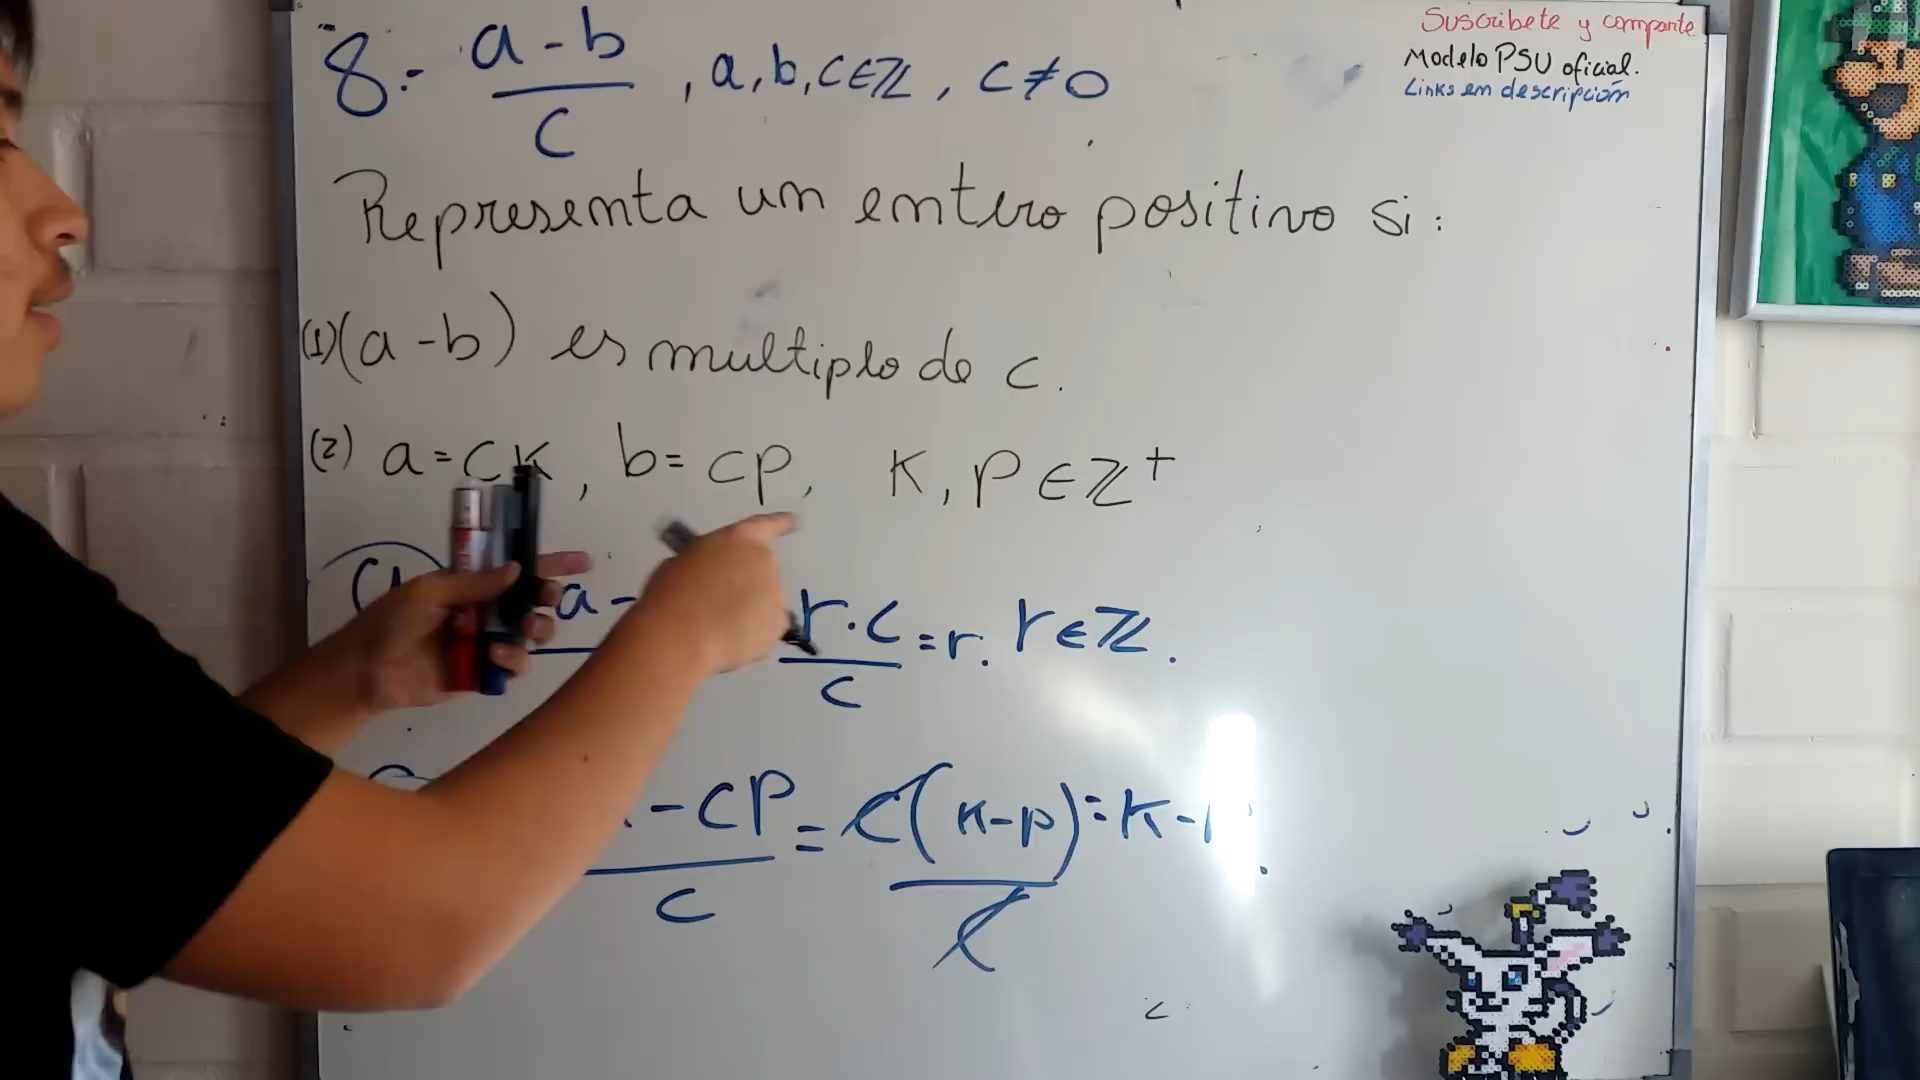 8.- a - b / c , a, b, c ∈ ℤ , c ≠ 0
Suscribete y comparte
Modelo PSU oficial.
Links en descripción
Representa un entero positivo si :
(1) (a - b) es multiplo de c .
(2) a = CK , b = CP , K , P ∈ ℤ⁺
a - r · c / c = r . r ∈ ℤ .
- CP / c = C ( K - P ) / C = K -